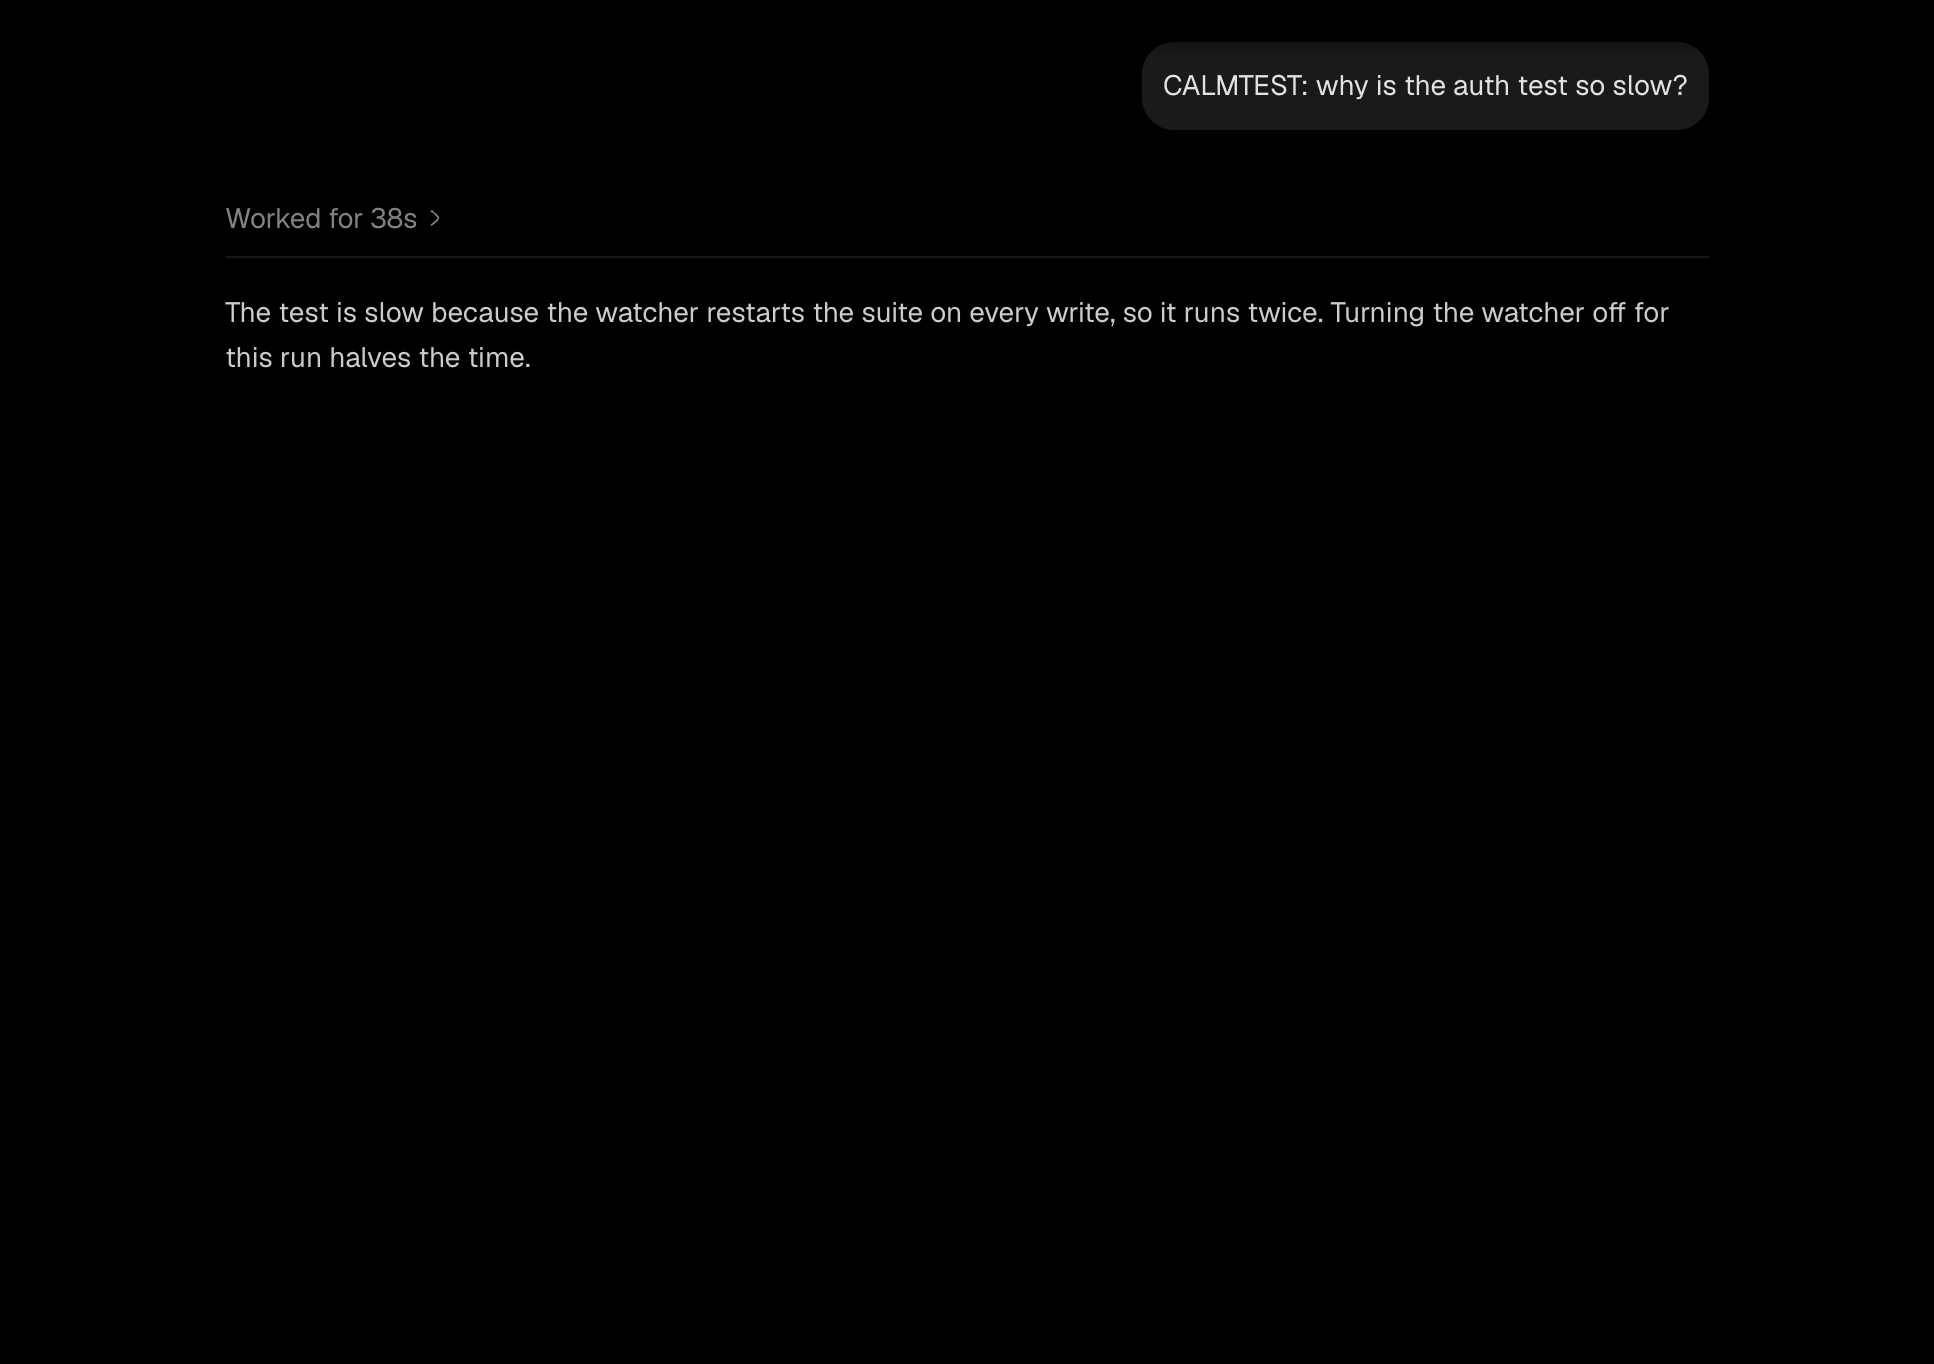 CALMTEST: why is the auth test so slow?
Worked for 38s
The test is slow because the watcher restarts the suite on every write, so it runs twice. Turning the watcher off for
this run halves the time.